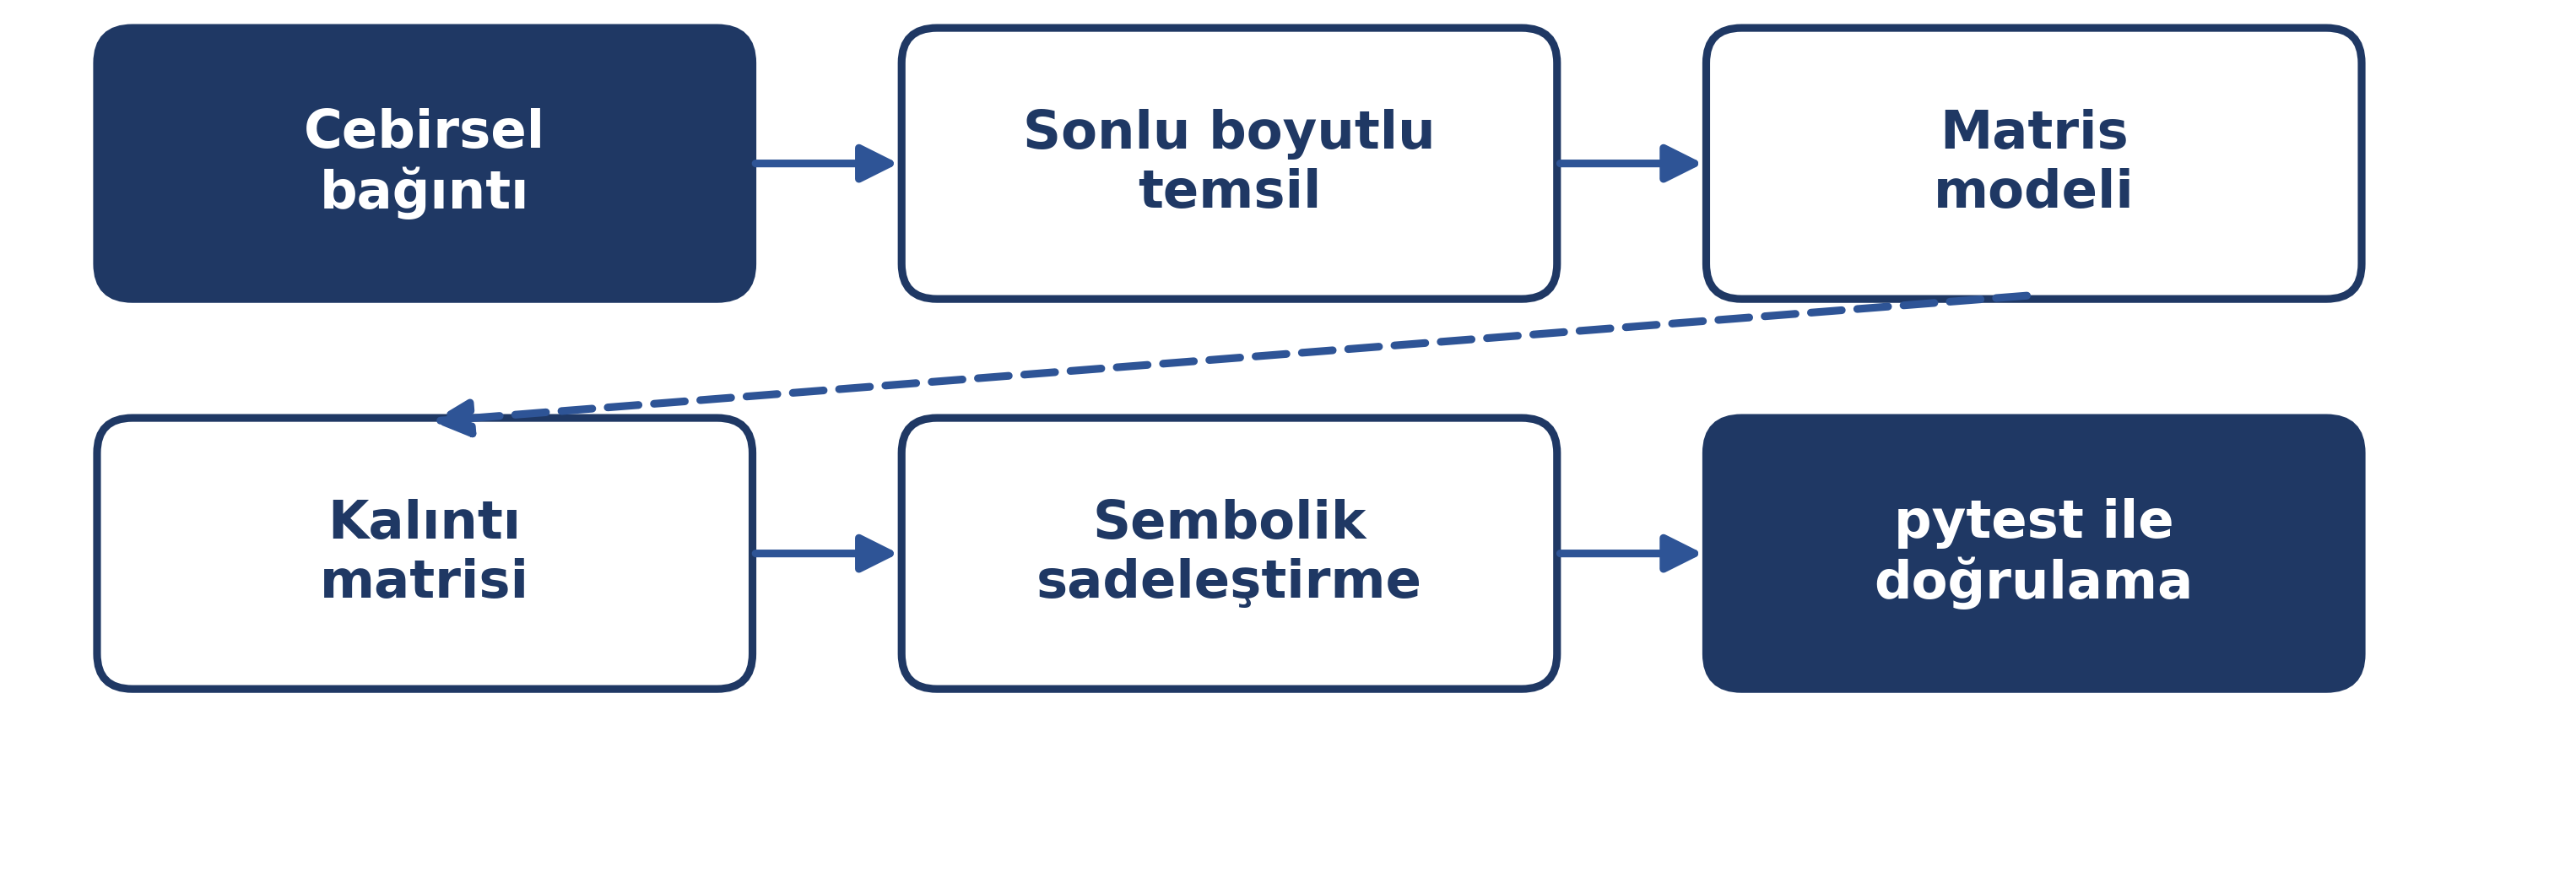 Cebirsel
bağıntı
Sonlu boyutlu
temsil
Matris
modeli
Kalıntı
matrisi
Sembolik
sadeleştirme
pytest ile
doğrulama